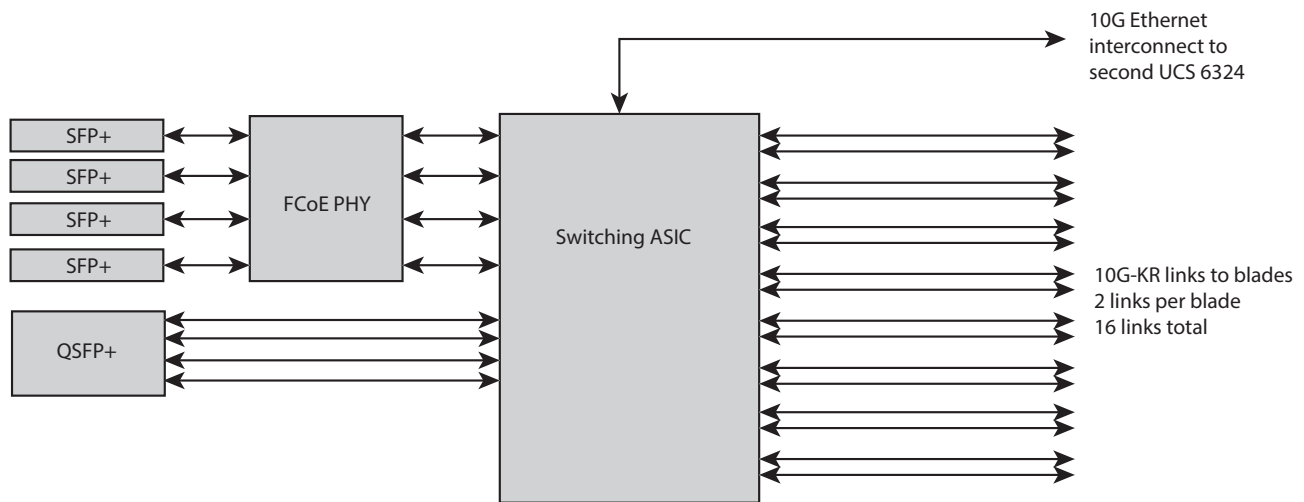 10G Ethernet
interconnect to
second UCS 6324
SFP+
SFP+
SFP+
SFP+
FCoE PHY
Switching ASIC
QSFP+
10G-KR links to blades
2 links per blade
16 links total